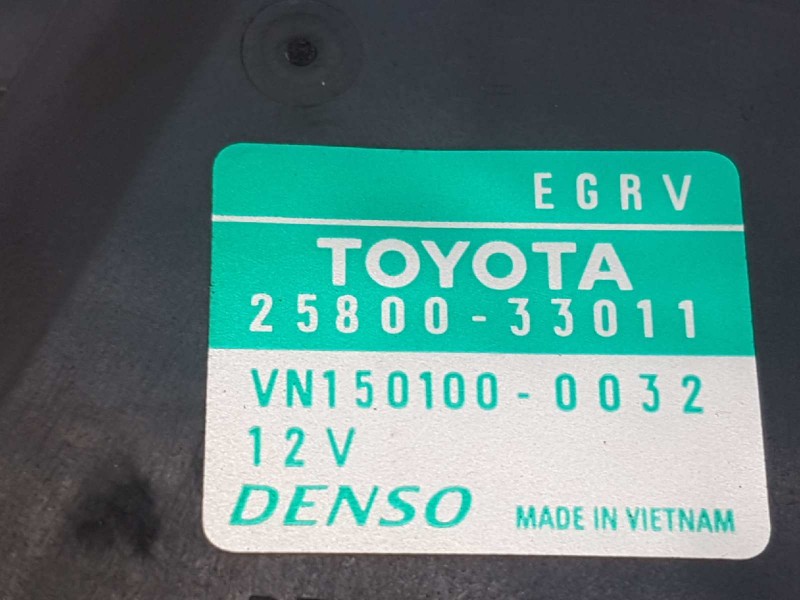 EGRV
TOYOTA
25800-33011
VN150100-0032
12V
DENSO MADE IN VIETNAM